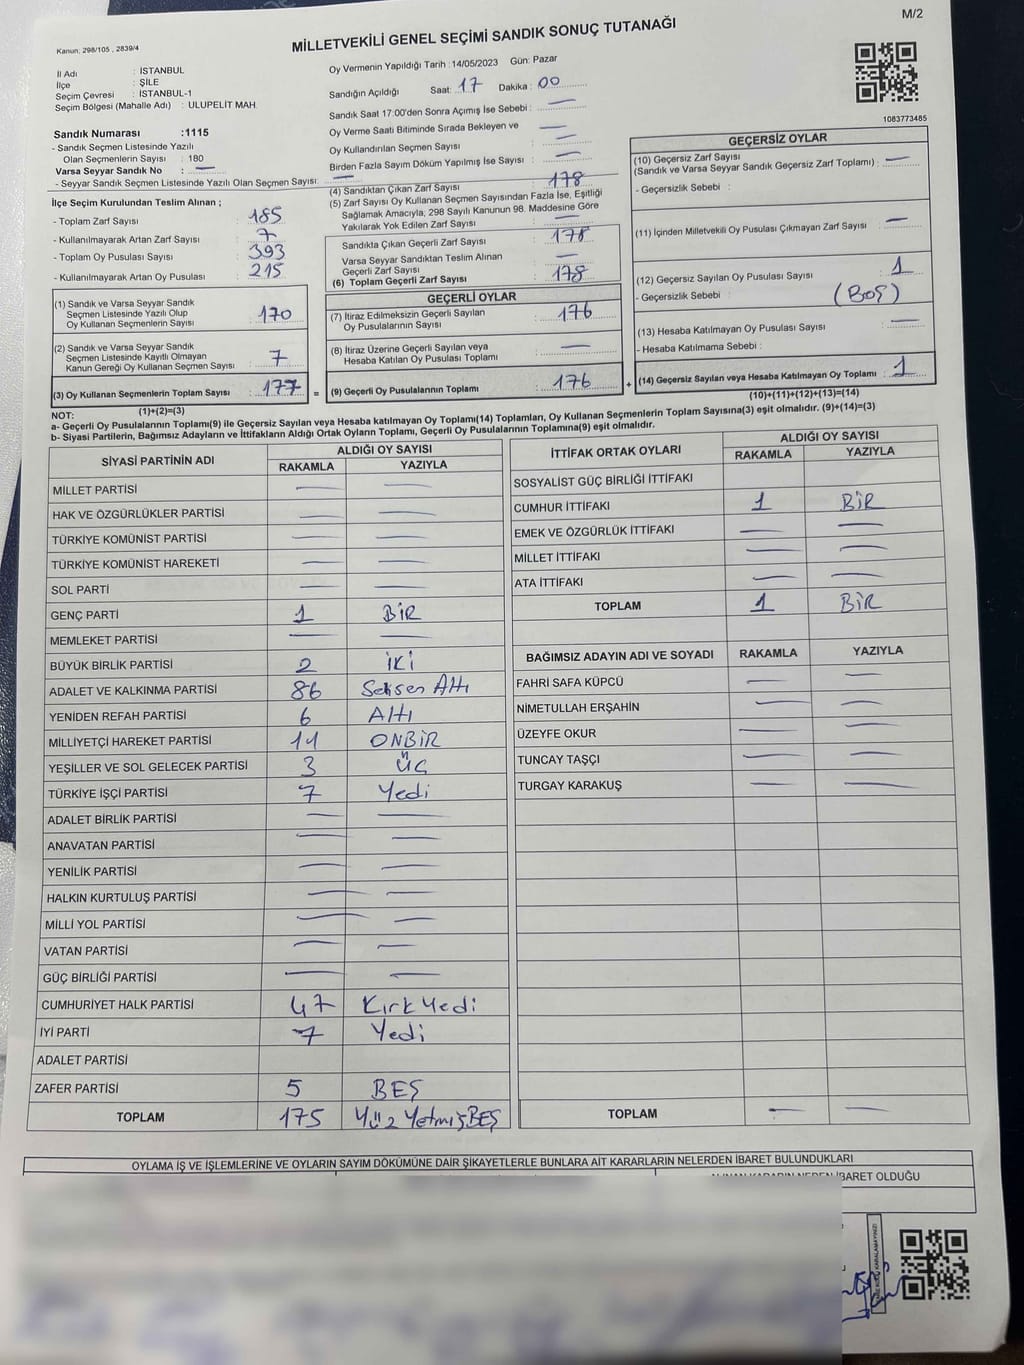 M/2
Kanun: 298/105 , 2839/4
MİLLETVEKİLİ GENEL SEÇİMİ SANDIK SONUÇ TUTANAĞI
İl Adı : İSTANBUL
İlçe : ŞİLE
Seçim Çevresi : İSTANBUL-1
Seçim Bölgesi (Mahalle Adı) : ULUPELİT MAH.
Oy Vermenin Yapıldığı Tarih :14/05/2023 Gün: Pazar
Sandığın Açıldığı Saat: 17 Dakika : 00
Sandık Saat 17:00'den Sonra Açımış İse Sebebi : —
Oy Verme Saati Bitiminde Sırada Bekleyen ve —
Oy Kullandırılan Seçmen Sayısı : —
Birden Fazla Sayım Döküm Yapılmış İse Sayısı : —
1083773485
Sandık Numarası :1115
- Sandık Seçmen Listesinde Yazılı
Olan Seçmenlerin Sayısı : 180
Varsa Seyyar Sandık No : —
- Seyyar Sandık Seçmen Listesinde Yazılı Olan Seçmen Sayısı: —
İlçe Seçim Kurulundan Teslim Alınan ;
- Toplam Zarf Sayısı : 185
- Kullanılmayarak Artan Zarf Sayısı : 7
- Toplam Oy Pusulası Sayısı : 393
- Kullanılmayarak Artan Oy Pusulası : 215
(4) Sandıktan Çıkan Zarf Sayısı : 178
(5) Zarf Sayısı Oy Kullanan Seçmen Sayısından Fazla İse, Eşitliği
Sağlamak Amacıyla; 298 Sayılı Kanunun 98. Maddesine Göre
Yakılarak Yok Edilen Zarf Sayısı : —
Sandıkta Çıkan Geçerli Zarf Sayısı : 178
Varsa Seyyar Sandıktan Teslim Alınan
Geçerli Zarf Sayısı : —
(6) Toplam Geçerli Zarf Sayısı : 178
GEÇERSİZ OYLAR
(10) Geçersiz Zarf Sayısı
(Sandık ve Varsa Seyyar Sandık Geçersiz Zarf Toplamı) : —
- Geçersizlik Sebebi :
(11) İçinden Milletvekili Oy Pusulası Çıkmayan Zarf Sayısı : —
(12) Geçersiz Sayılan Oy Pusulası Sayısı : 1
- Geçersizlik Sebebi : (BOŞ)
(13) Hesaba Katılmayan Oy Pusulası Sayısı : —
- Hesaba Katılmama Sebebi :
(14) Geçersiz Sayılan veya Hesaba Katılmayan Oy Toplamı : 1
(10)+(11)+(12)+(13)=(14)
(1) Sandık ve Varsa Seyyar Sandık
Seçmen Listesinde Yazılı Olup
Oy Kullanan Seçmenlerin Sayısı : 170
(2) Sandık ve Varsa Seyyar Sandık
Seçmen Listesinde Kayıtlı Olmayan
Kanun Gereği Oy Kullanan Seçmen Sayısı : 7
(3) Oy Kullanan Seçmenlerin Toplam Sayısı : 177 =
(1)+(2)=(3)
GEÇERLİ OYLAR
(7) İtiraz Edilmeksizin Geçerli Sayılan
Oy Pusulalarının Sayısı : 176
(8) İtiraz Üzerine Geçerli Sayılan veya
Hesaba Katılan Oy Pusulası Toplamı : —
(9) Geçerli Oy Pusulalarının Toplamı : 176 +
NOT:
a- Geçerli Oy Pusulalarının Toplamı(9) ile Geçersiz Sayılan veya Hesaba katılmayan Oy Toplamı(14) Toplamları, Oy Kullanan Seçmenlerin Toplam Sayısına(3) eşit olmalıdır. (9)+(14)=(3)
b- Siyasi Partilerin, Bağımsız Adayların ve İttifakların Aldığı Ortak Oyların Toplamı, Geçerli Oy Pusulalarının Toplamına(9) eşit olmalıdır.
SİYASİ PARTİNİN ADI
ALDIĞI OY SAYISI
RAKAMLA YAZIYLA
MİLLET PARTİSİ — —
HAK VE ÖZGÜRLÜKLER PARTİSİ — —
TÜRKİYE KOMÜNİST PARTİSİ — —
TÜRKİYE KOMÜNİST HAREKETİ — —
SOL PARTİ — —
GENÇ PARTİ 1 BİR
MEMLEKET PARTİSİ — —
BÜYÜK BİRLİK PARTİSİ 2 İKİ
ADALET VE KALKINMA PARTİSİ 86 Seksen Altı
YENİDEN REFAH PARTİSİ 6 Altı
MİLLİYETÇİ HAREKET PARTİSİ 11 ONBİR
YEŞİLLER VE SOL GELECEK PARTİSİ 3 ÜÇ
TÜRKİYE İŞÇİ PARTİSİ 7 Yedi
ADALET BİRLİK PARTİSİ — —
ANAVATAN PARTİSİ — —
YENİLİK PARTİSİ — —
HALKIN KURTULUŞ PARTİSİ — —
MİLLİ YOL PARTİSİ — —
VATAN PARTİSİ — —
GÜÇ BİRLİĞİ PARTİSİ — —
CUMHURİYET HALK PARTİSİ 47 Kırk Yedi
İYİ PARTİ 7 Yedi
ADALET PARTİSİ
ZAFER PARTİSİ 5 BEŞ
TOPLAM 175 Yüz YetmişBEŞ
İTTİFAK ORTAK OYLARI
ALDIĞI OY SAYISI
RAKAMLA YAZIYLA
SOSYALİST GÜÇ BİRLİĞİ İTTİFAKI
CUMHUR İTTİFAKI 1 BİR
EMEK VE ÖZGÜRLÜK İTTİFAKI — —
MİLLET İTTİFAKI — —
ATA İTTİFAKI — —
TOPLAM 1 BİR
BAĞIMSIZ ADAYIN ADI VE SOYADI RAKAMLA YAZIYLA
FAHRİ SAFA KÜPCÜ — —
NİMETULLAH ERŞAHİN — —
ÜZEYFE OKUR — —
TUNCAY TAŞÇI — —
TURGAY KARAKUŞ — —
TOPLAM — —
OYLAMA İŞ VE İŞLEMLERİNE VE OYLARIN SAYIM DÖKÜMÜNE DAİR ŞİKAYETLERLE BUNLARA AİT KARARLARIN NELERDEN İBARET BULUNDUKLARI
ALINAN KARARIN NEDEN İBARET OLDUĞU